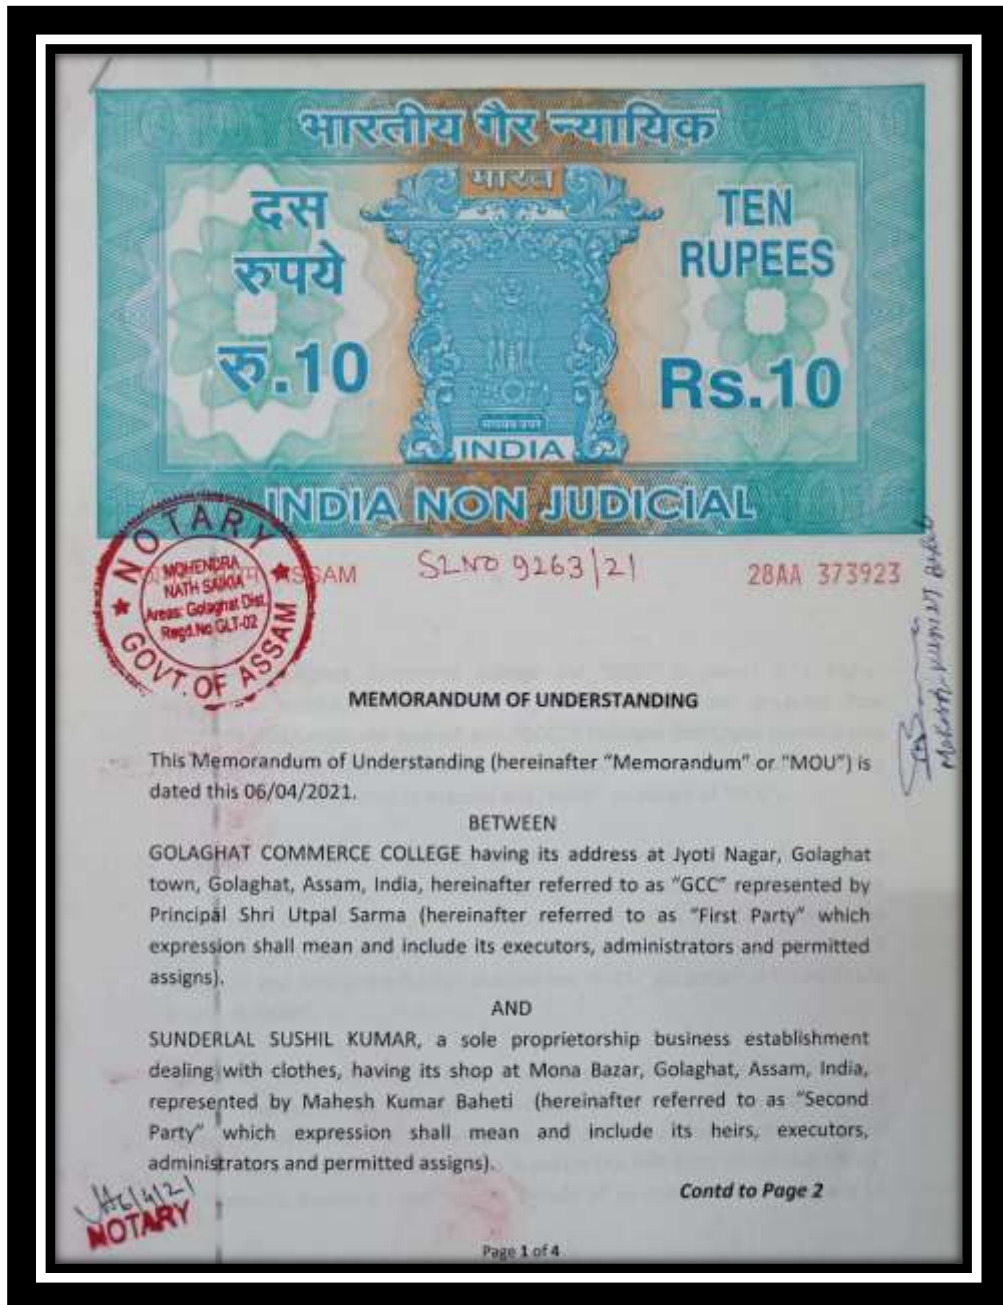 भारतीय गैर न्यायिक
भारत
दस
रुपये
रु.10
TEN
RUPEES
Rs.10
सत्यमेव जयते
INDIA
INDIA NON JUDICIAL
NOTARY
MOHENDRA
NATH SAIKIA
Areas: Golaghat Dist.
Regd.No GLT-02
GOVT. OF ASSAM
ASSAM
SLNO 9263/21
28AA 373923
MEMORANDUM OF UNDERSTANDING
This Memorandum of Understanding (hereinafter “Memorandum” or “MOU”) is
dated this 06/04/2021.
BETWEEN
GOLAGHAT COMMERCE COLLEGE having its address at Jyoti Nagar, Golaghat
town, Golaghat, Assam, India, hereinafter referred to as “GCC” represented by
Principal Shri Utpal Sarma (hereinafter referred to as “First Party” which
expression shall mean and include its executors, administrators and permitted
assigns).
AND
SUNDERLAL SUSHIL KUMAR, a sole proprietorship business establishment
dealing with clothes, having its shop at Mona Bazar, Golaghat, Assam, India,
represented by Mahesh Kumar Baheti (hereinafter referred to as “Second
Party” which expression shall mean and include its heirs, executors,
administrators and permitted assigns).
Contd to Page 2
6/4/21
NOTARY
Page 1 of 4